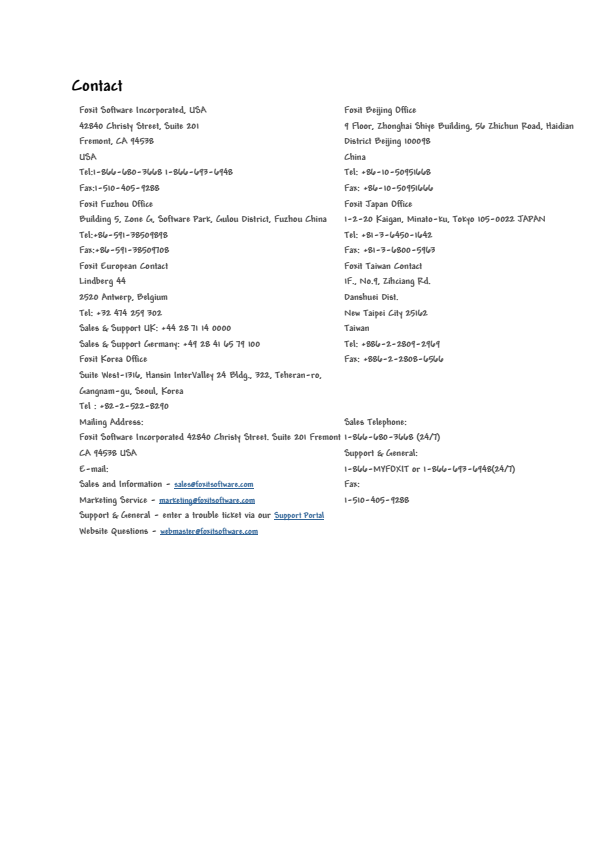 Contact
Foxit Software Incorporated, USA
42840 Christy Street, Suite 201
Fremont, CA 94538
USA
Tel:1-866-680-3668 1-866-693-6948
Fax:1-510-405-9288
Foxit Beijing Office
9 Floor, Zhonghai Shiye Building, 56 Zhichun Road, Haidian
District Beijing 100098
China
Tel: +86-10-50951668
Fax: +86-10-50951666
Foxit Fuzhou Office
Building 5, Zone G, Software Park, Gulou District, Fuzhou China
Tel:+86-591-38509898
Fax:+86-591-38509708
Foxit Japan Office
1-2-20 Kaigan, Minato-ku, Tokyo 105-0022 JAPAN
Tel: +81-3-6450-1642
Fax: +81-3-6800-5963
Foxit European Contact
Lindberg 44
2520 Antwerp, Belgium
Tel: +32 474 259 302
Sales & Support UK: +44 28 71 14 0000
Sales & Support Germany: +49 28 41 65 79 100
Foxit Taiwan Contact
1F., No.9, Zihciang Rd.
Danshuei Dist.
New Taipei City 25162
Taiwan
Tel: +886-2-2809-2969
Fax: +886-2-2808-6566
Foxit Korea Office
Suite West-1316, Hansin InterValley 24 Bldg., 322, Teheran-ro,
Gangnam-gu, Seoul, Korea
Tel : +82-2-522-8290
Mailing Address:
Foxit Software Incorporated 42840 Christy Street. Suite 201 Fremont
CA 94538 USA
E-mail:
Sales and Information - sales@foxitsoftware.com
Marketing Service - marketing@foxitsoftware.com
Support & General - enter a trouble ticket via our Support Portal
Website Questions - webmaster@foxitsoftware.com
Sales Telephone:
1-866-680-3668 (24/7)
Support & General:
1-866-MYFOXIT or 1-866-693-6948(24/7)
Fax:
1-510-405-9288